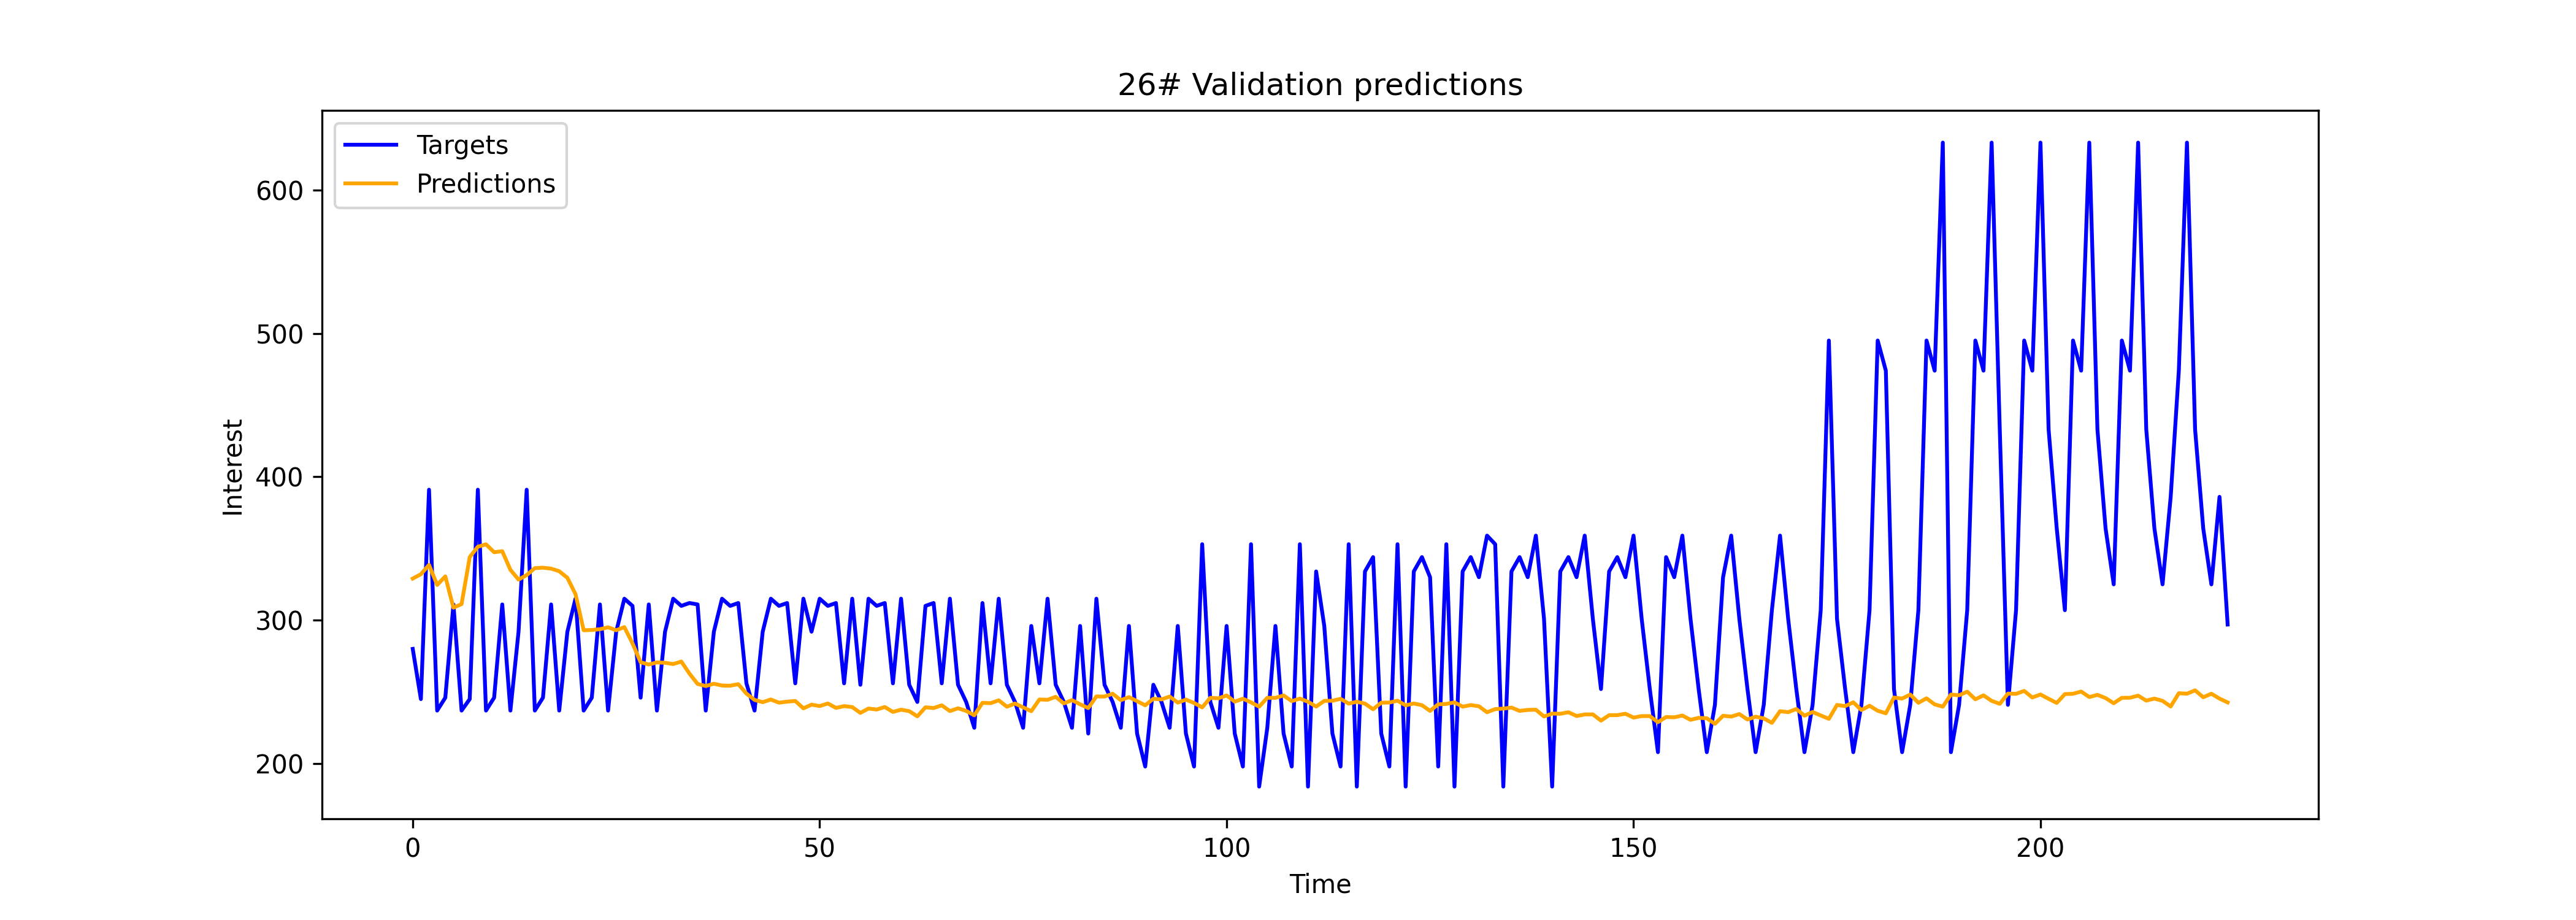 26# Validation predictions
Targets
Predictions
600
500
400
300
200
Interest
0 50 100 150 200
Time